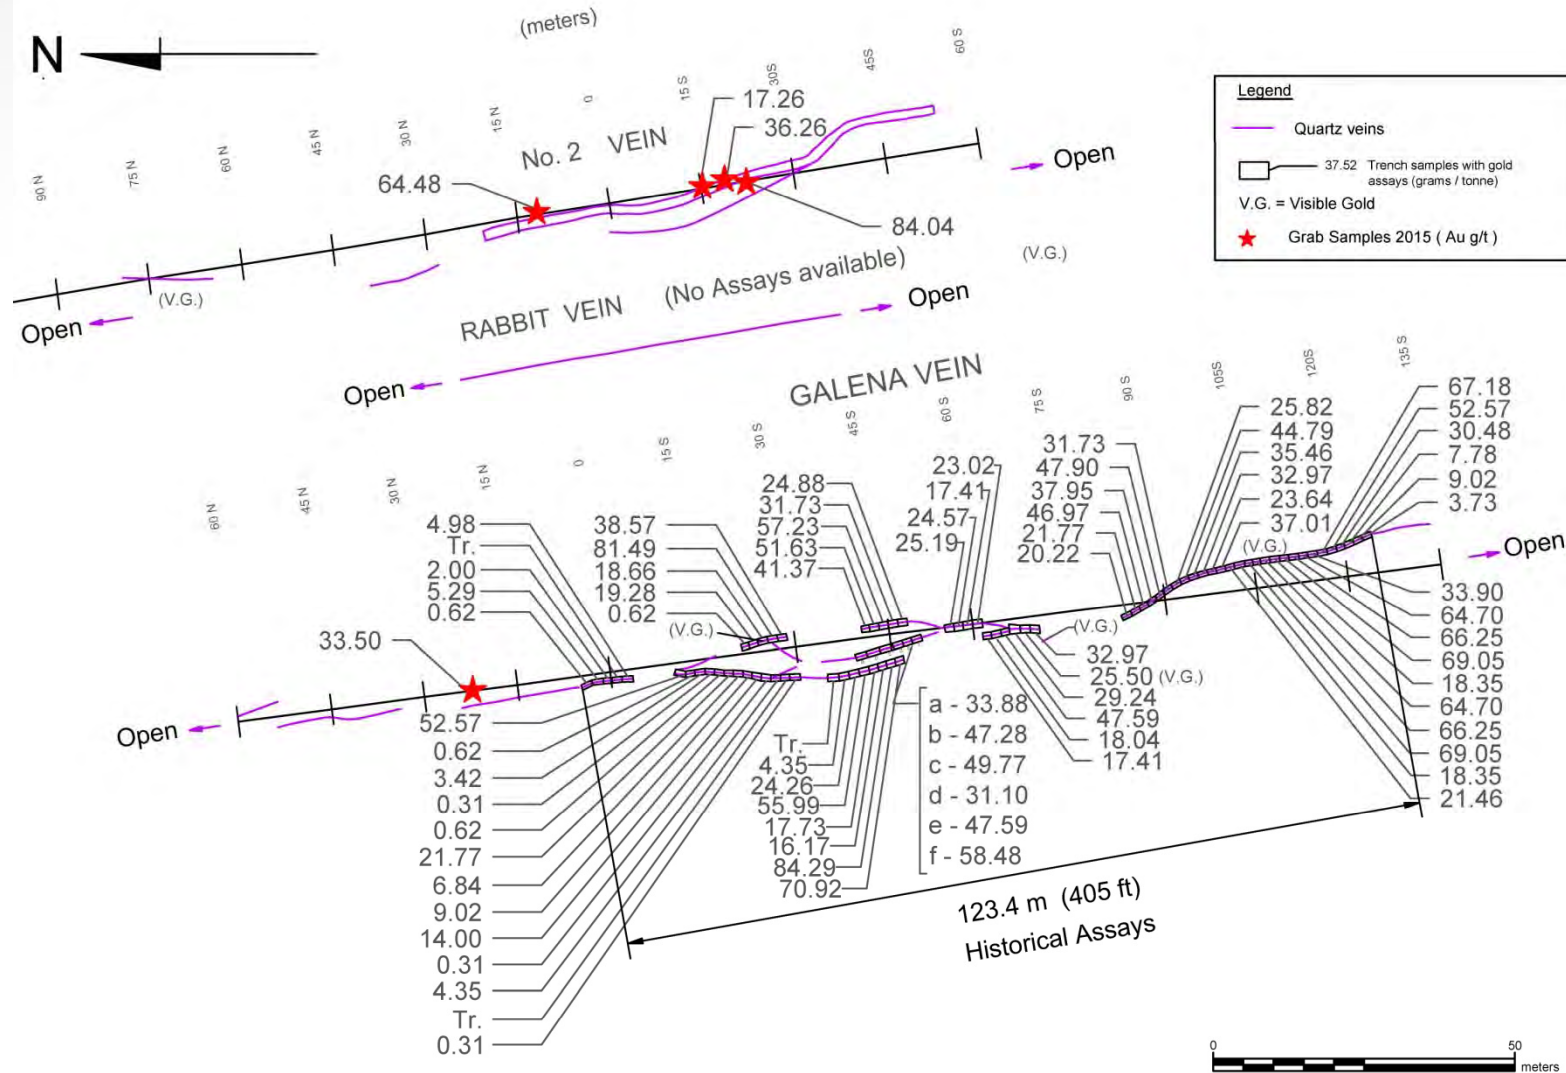 N
(meters)
90 N
75 N
60 N
45 N
30 N
15 N
0
15 S
30S
45S
60 S
No. 2 VEIN
64.48
17.26
36.26
84.04
Open
(V.G.)
(V.G.)
Open
Legend
Quartz veins
37.52 Trench samples with gold
assays (grams / tonne)
V.G. = Visible Gold
Grab Samples 2015 ( Au g/t )
RABBIT VEIN (No Assays available)
Open
Open
GALENA VEIN
60 N
45 N
30 N
15 N
0
15 S
30 S
45 S
60 S
75 S
90 S
105S
120S
135 S
33.50
Open
4.98
Tr.
2.00
5.29
0.62
38.57
81.49
18.66
19.28
0.62
(V.G.)
24.88
31.73
57.23
51.63
41.37
23.02
17.41
24.57
25.19
31.73
47.90
37.95
46.97
21.77
20.22
25.82
44.79
35.46
32.97
23.64
37.01
(V.G.)
67.18
52.57
30.48
7.78
9.02
3.73
Open
52.57
0.62
3.42
0.31
0.62
21.77
6.84
9.02
14.00
0.31
4.35
Tr.
0.31
Tr.
4.35
24.26
55.99
17.73
16.17
84.29
70.92
a - 33.88
b - 47.28
c - 49.77
d - 31.10
e - 47.59
f - 58.48
(V.G.)
32.97
25.50 (V.G.)
29.24
47.59
18.04
17.41
33.90
64.70
66.25
69.05
18.35
64.70
66.25
69.05
18.35
21.46
123.4 m (405 ft)
Historical Assays
0
50
meters